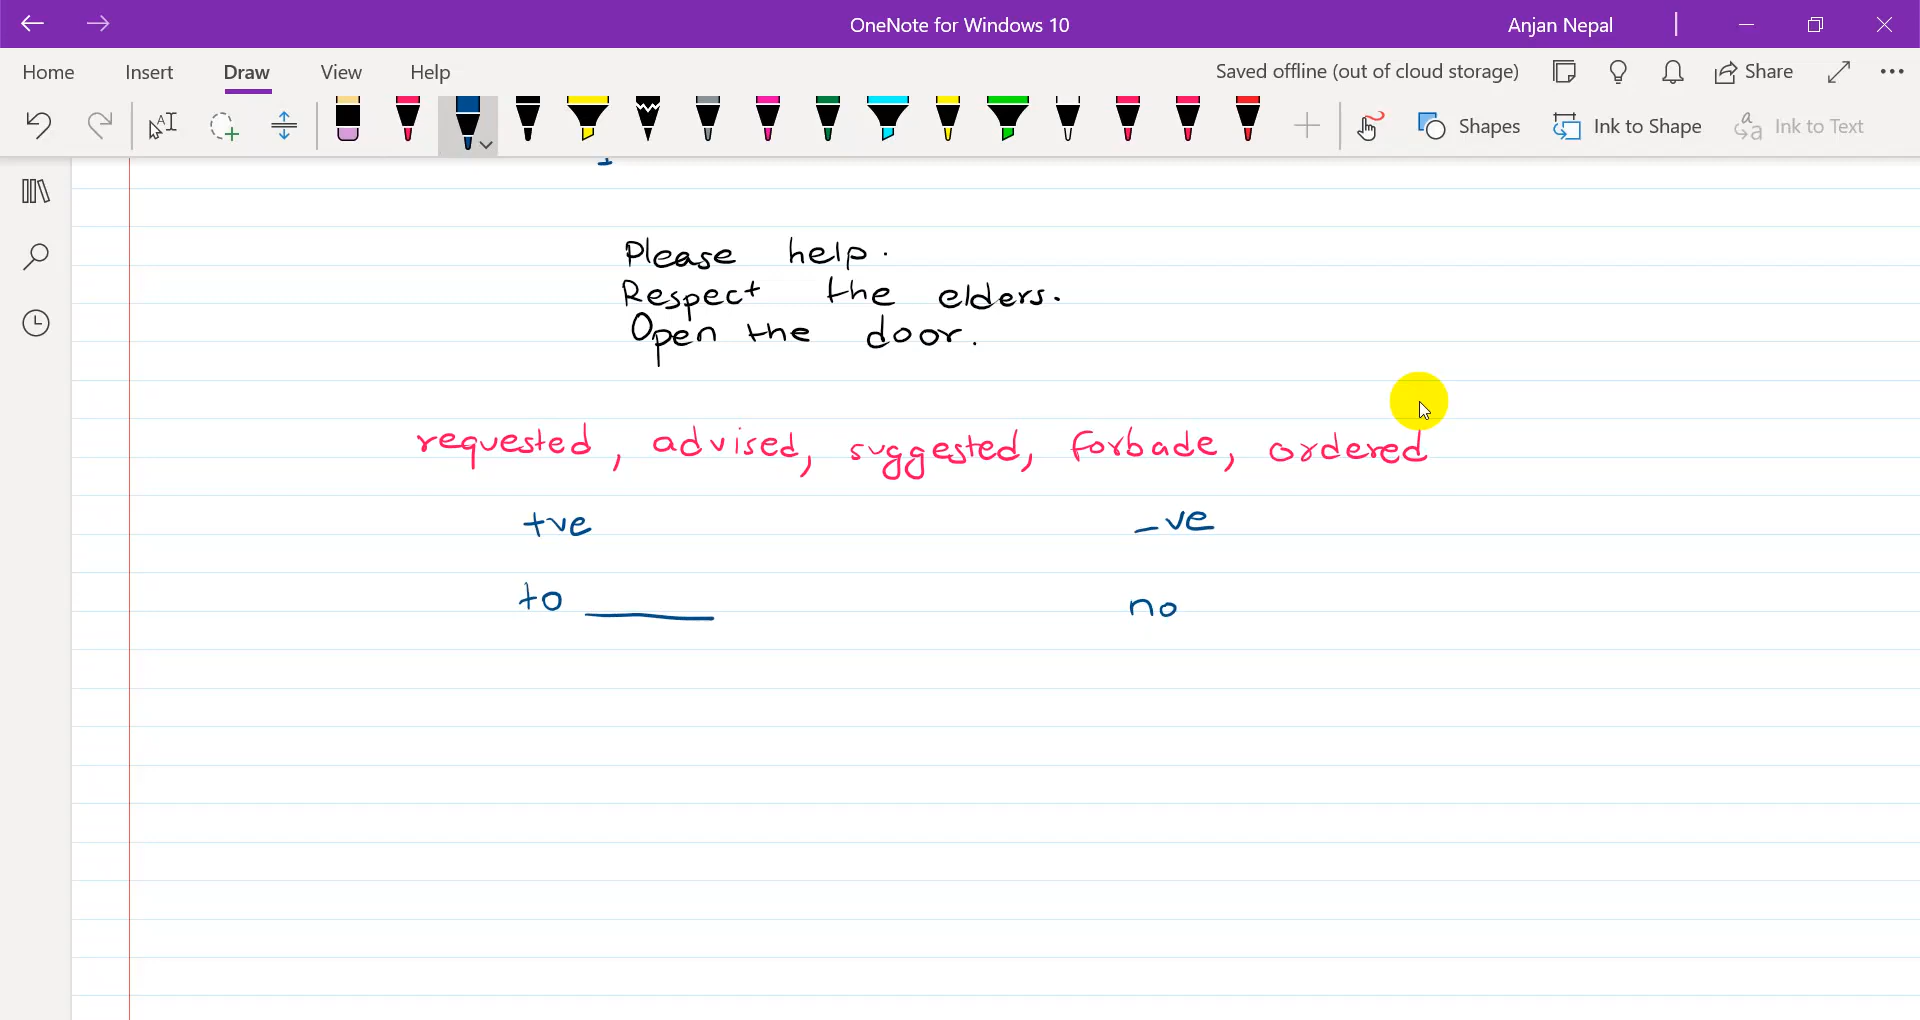 OneNote for Windows 10
Anjan Nepal
Home Insert Draw View Help
Saved offline (out of cloud storage) Share
Shapes Ink to Shape Ink to Text
Please help.
Respect the elders.
Open the door.
requested, advised, suggested, forbade, ordered
+ve -ve
to ____ no